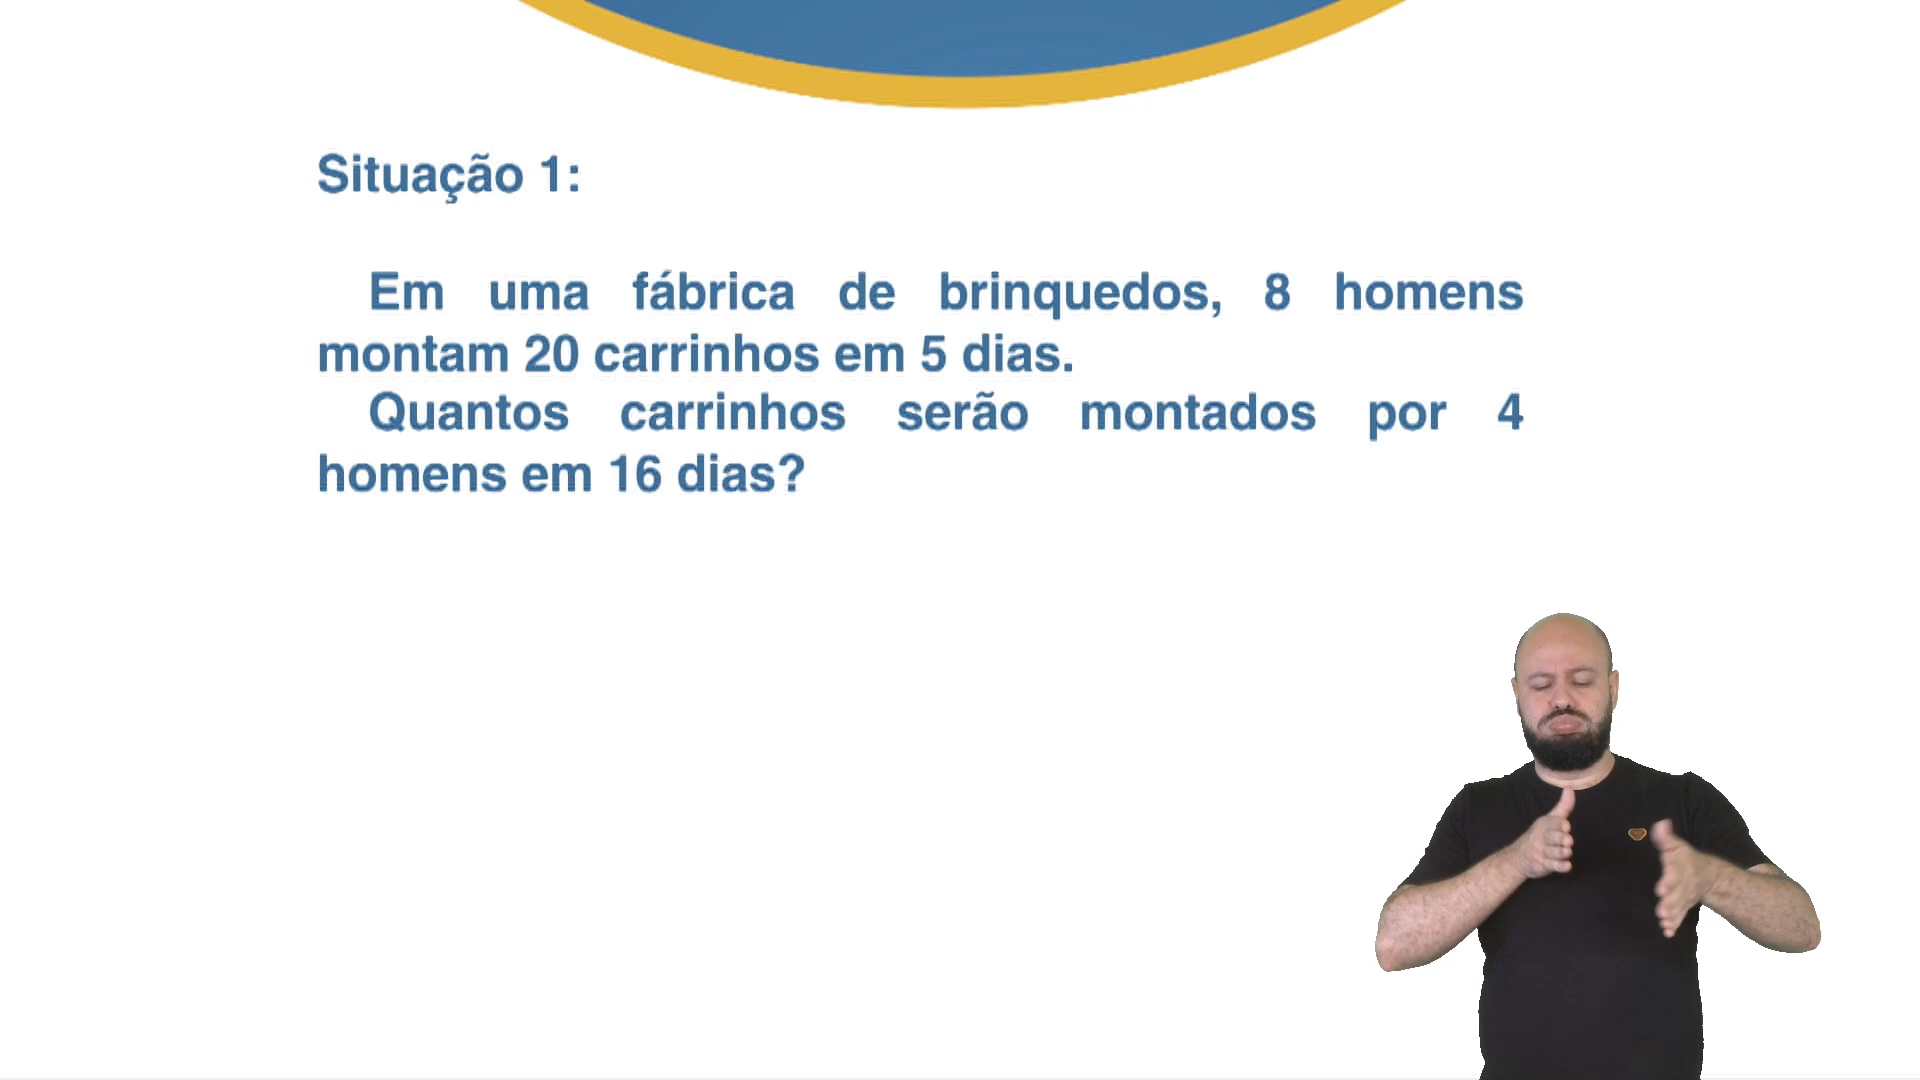 Situação 1:
Em uma fábrica de brinquedos, 8 homens
montam 20 carrinhos em 5 dias.
Quantos carrinhos serão montados por 4
homens em 16 dias?